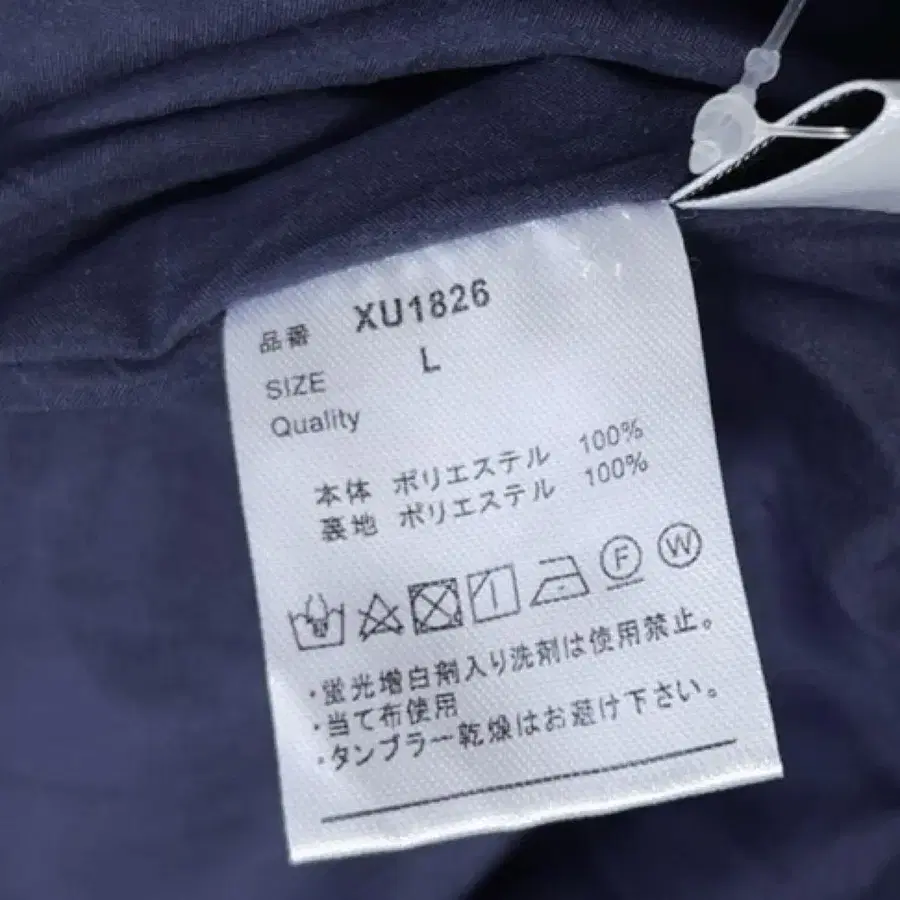 品番 XU1826
SIZE L
Quality
本体 ポリエステル 100%
裏地 ポリエステル 100%
F W
・蛍光増白剤入り洗剤は使用禁止。
・当て布使用
・タンブラー乾燥はお避け下さい。